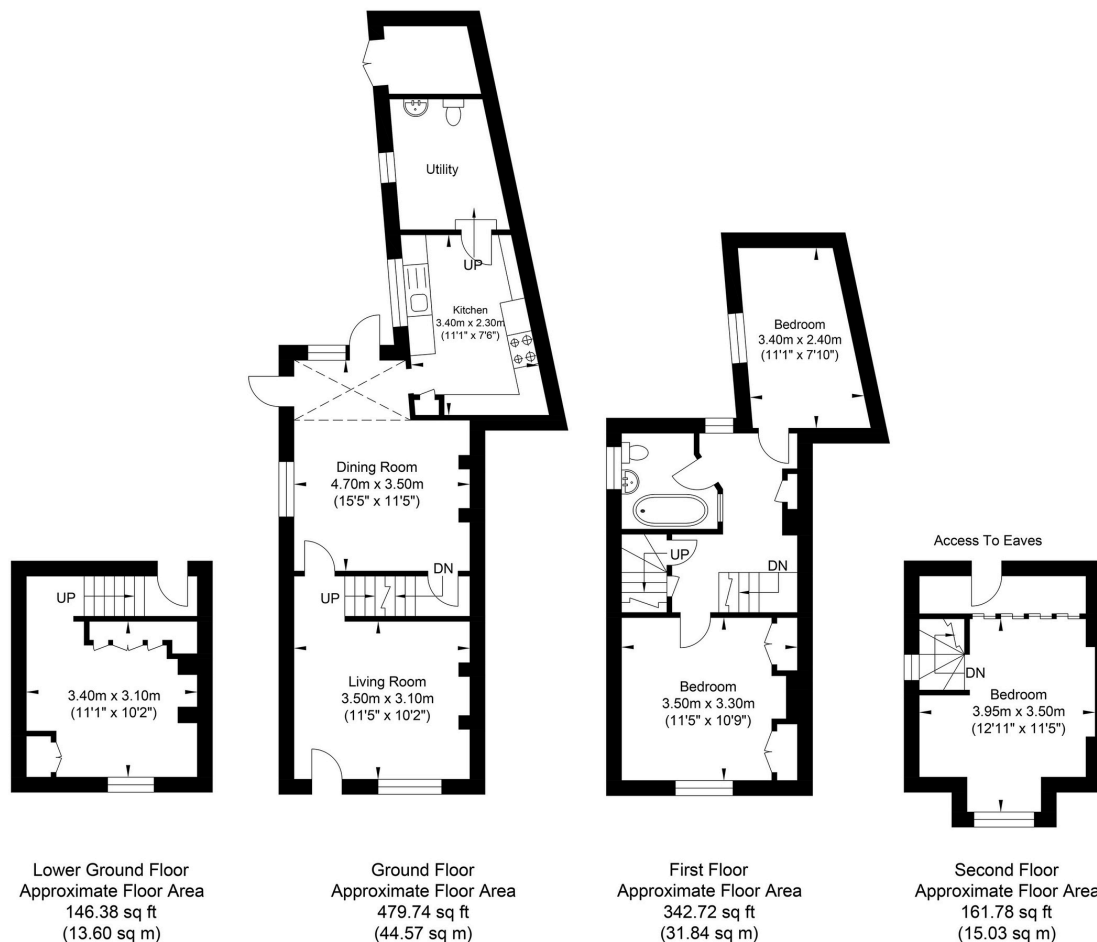 Utility
UP
Kitchen
3.40m x 2.30m
(11'1" x 7'6")
Dining Room
4.70m x 3.50m
(15'5" x 11'5")
UP
DN
Living Room
3.50m x 3.10m
(11'5" x 10'2")
UP
3.40m x 3.10m
(11'1" x 10'2")
Bedroom
3.40m x 2.40m
(11'1" x 7'10")
UP
DN
Bedroom
3.50m x 3.30m
(11'5" x 10'9")
Access To Eaves
DN
Bedroom
3.95m x 3.50m
(12'11" x 11'5")
Lower Ground Floor
Approximate Floor Area
146.38 sq ft
(13.60 sq m)
Ground Floor
Approximate Floor Area
479.74 sq ft
(44.57 sq m)
First Floor
Approximate Floor Area
342.72 sq ft
(31.84 sq m)
Second Floor
Approximate Floor Area
161.78 sq ft
(15.03 sq m)